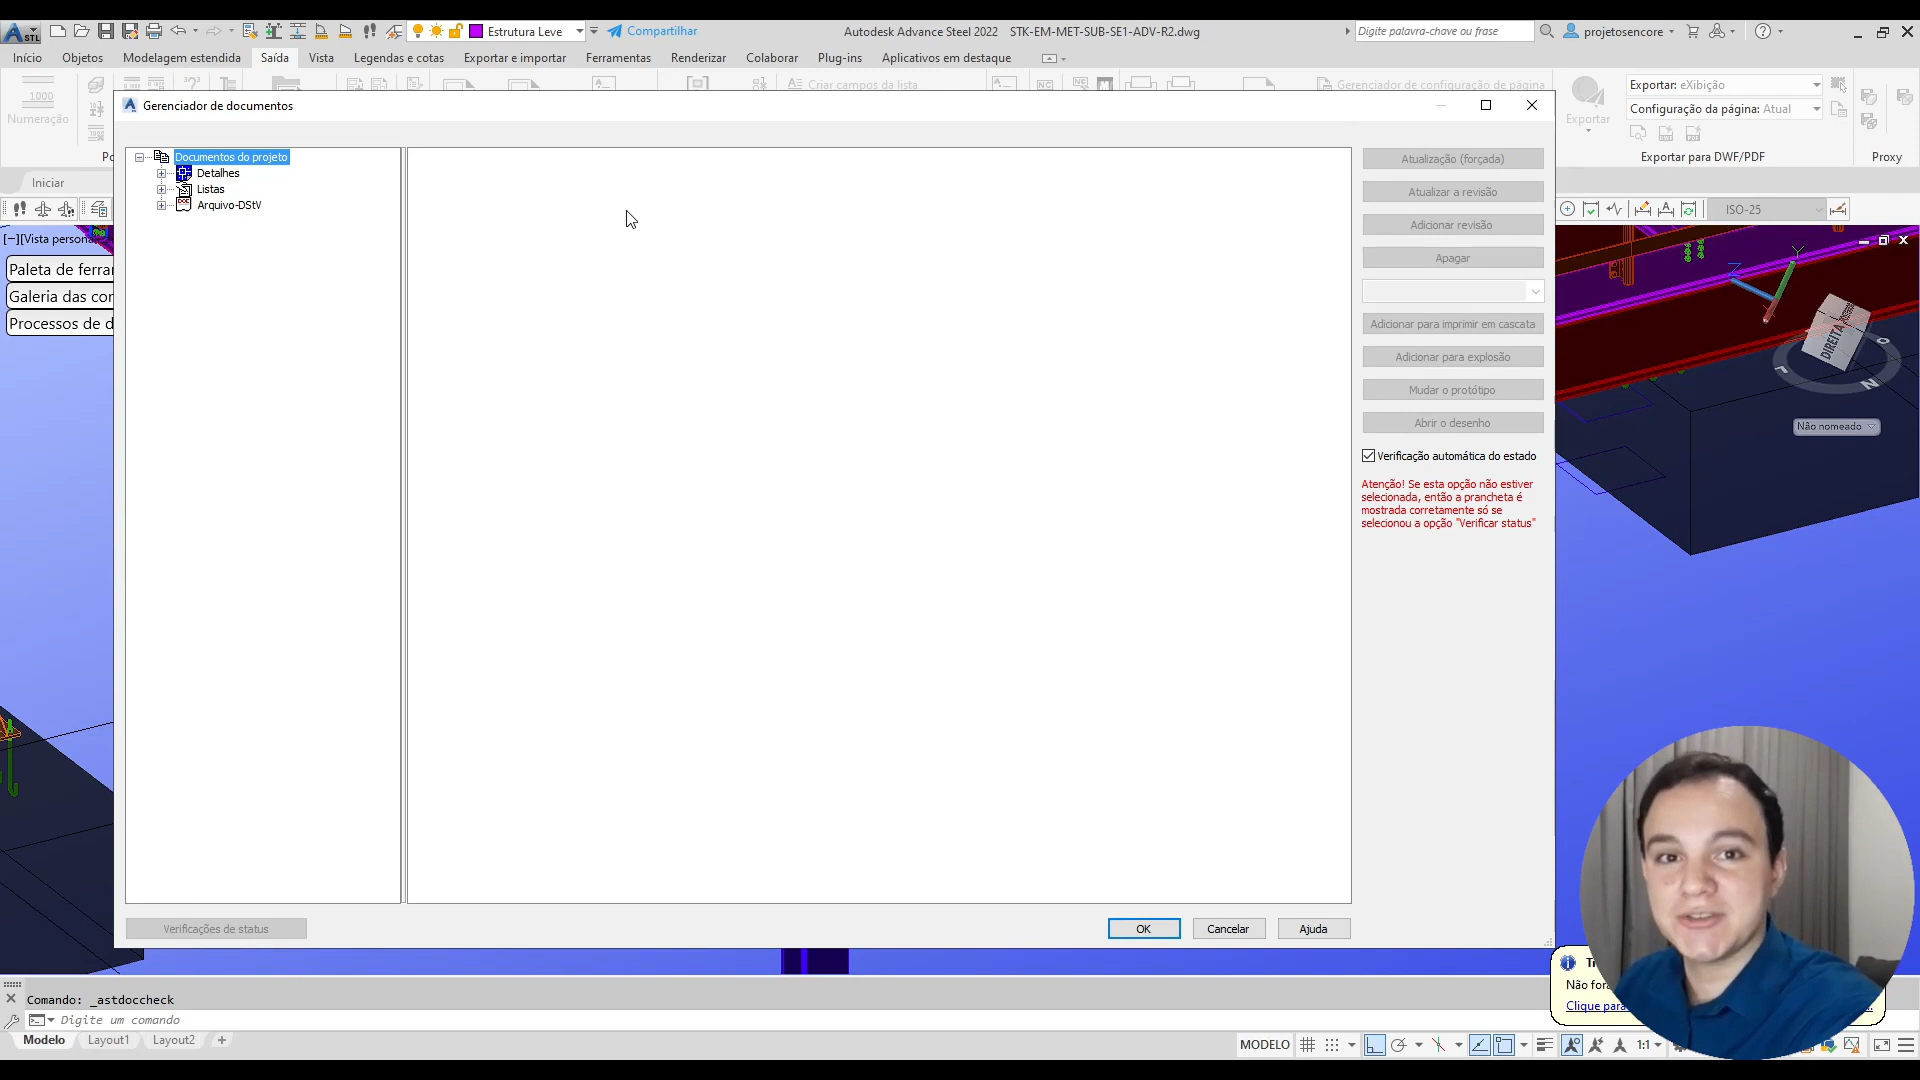 STL
Estrutura Leve
Compartilhar
Autodesk Advance Steel 2022
STK-EM-MET-SUB-SE1-ADV-R2.dwg
Digite palavra-chave ou frase
projetosencore
Início
Objetos
Modelagem estendida
Saída
Vista
Legendas e cotas
Exportar e importar
Ferramentas
Renderizar
Colaborar
Plug-ins
Aplicativos em destaque
1000
Numeração
Criar campos da lista
Gerenciador de configuração de página
Exportar
Exportar: eXibição
Configuração da página: Atual
Exportar para DWF/PDF
Proxy
Iniciar
ISO-25
[−][Vista persona
Paleta de ferrar
Galeria das cor
Processos de d
Gerenciador de documentos
Documentos do projeto
Detalhes
Listas
Arquivo-DStV
Atualização (forçada)
Atualizar a revisão
Adicionar revisão
Apagar
Adicionar para imprimir em cascata
Adicionar para explosão
Mudar o protótipo
Abrir o desenho
Verificação automática do estado
Atenção! Se esta opção não estiver
selecionada, então a prancheta é
mostrada corretamente só se
selecionou a opção "Verificar status"
Verificações de status
OK
Cancelar
Ajuda
DIREITA
Não nomeado
Não fora
Clique para
Comando: _astdoccheck
Digite um comando
Modelo
Layout1
Layout2
MODELO
1:1